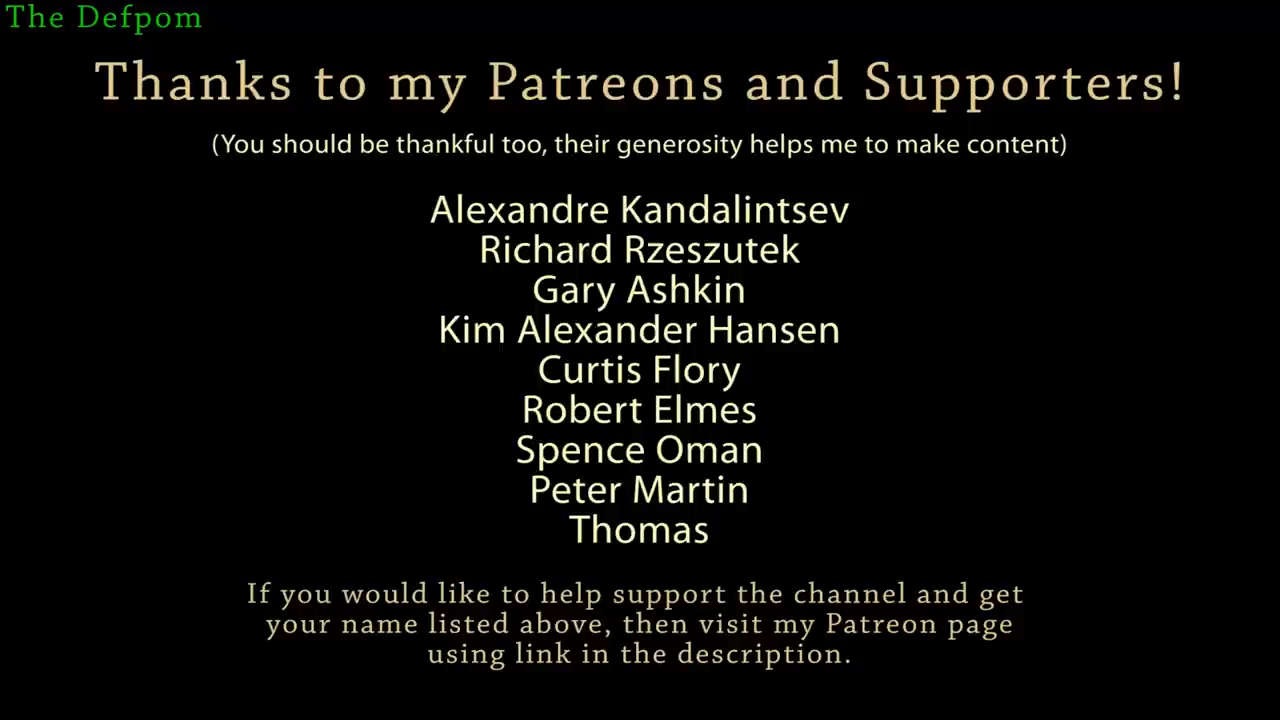 The Defpom
Thanks to my Patreons and Supporters!
(You should be thankful too, their generosity helps me to make content)
Alexandre Kandalintsev
Richard Rzeszutek
Gary Ashkin
Kim Alexander Hansen
Curtis Flory
Robert Elmes
Spence Oman
Peter Martin
Thomas
If you would like to help support the channel and get
your name listed above, then visit my Patreon page
using link in the description.